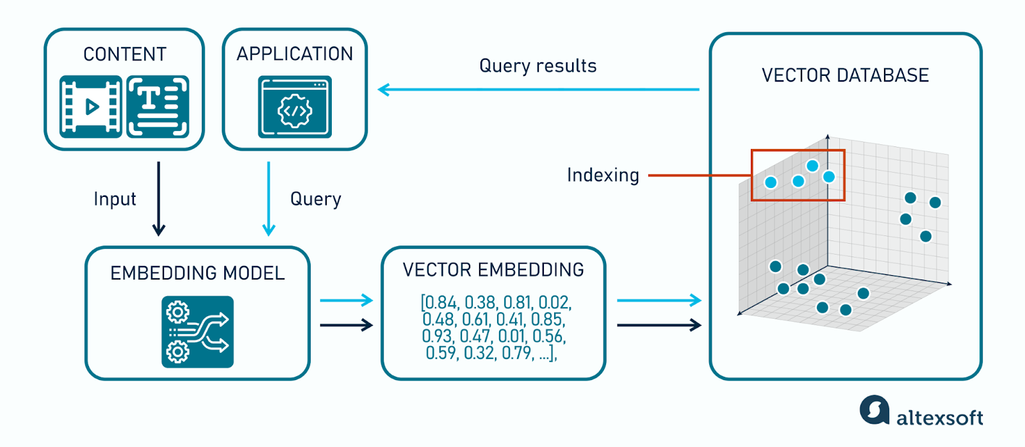 CONTENT
APPLICATION
T
</>
Query results
VECTOR DATABASE
Indexing
Input
Query
EMBEDDING MODEL
VECTOR EMBEDDING
[0.84, 0.38, 0.81, 0.02,
0.48, 0.61, 0.41, 0.85,
0.93, 0.47, 0.01, 0.56,
0.59, 0.32, 0.79, ...],
altexsoft